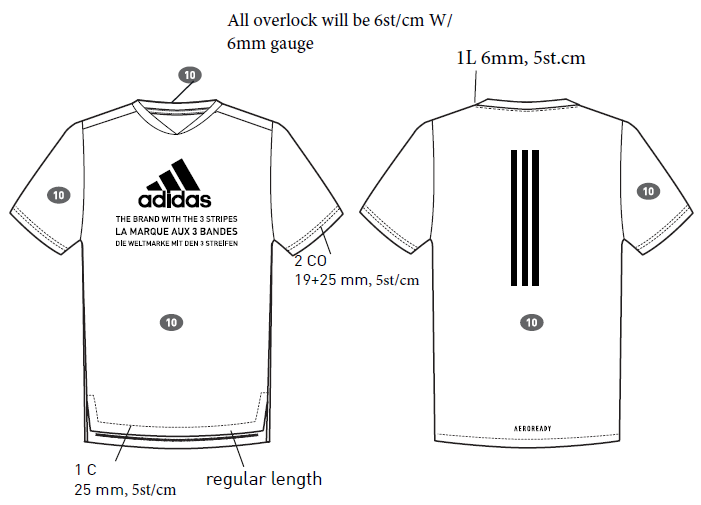 All overlock will be 6st/cm W/
6mm gauge
1L 6mm, 5st.cm
10
10
10
adidas
THE BRAND WITH THE 3 STRIPES
LA MARQUE AUX 3 BANDES
DIE WELTMARKE MIT DEN 3 STREIFEN
2 CO
19+25 mm, 5st/cm
10
10
AEROREADY
1 C
25 mm, 5st/cm
regular length